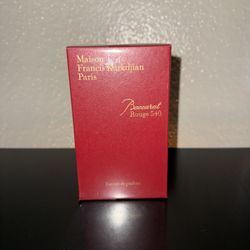 Maison
Francis Kurkdjian
Paris
Baccarat
Rouge 540
Extrait de parfum